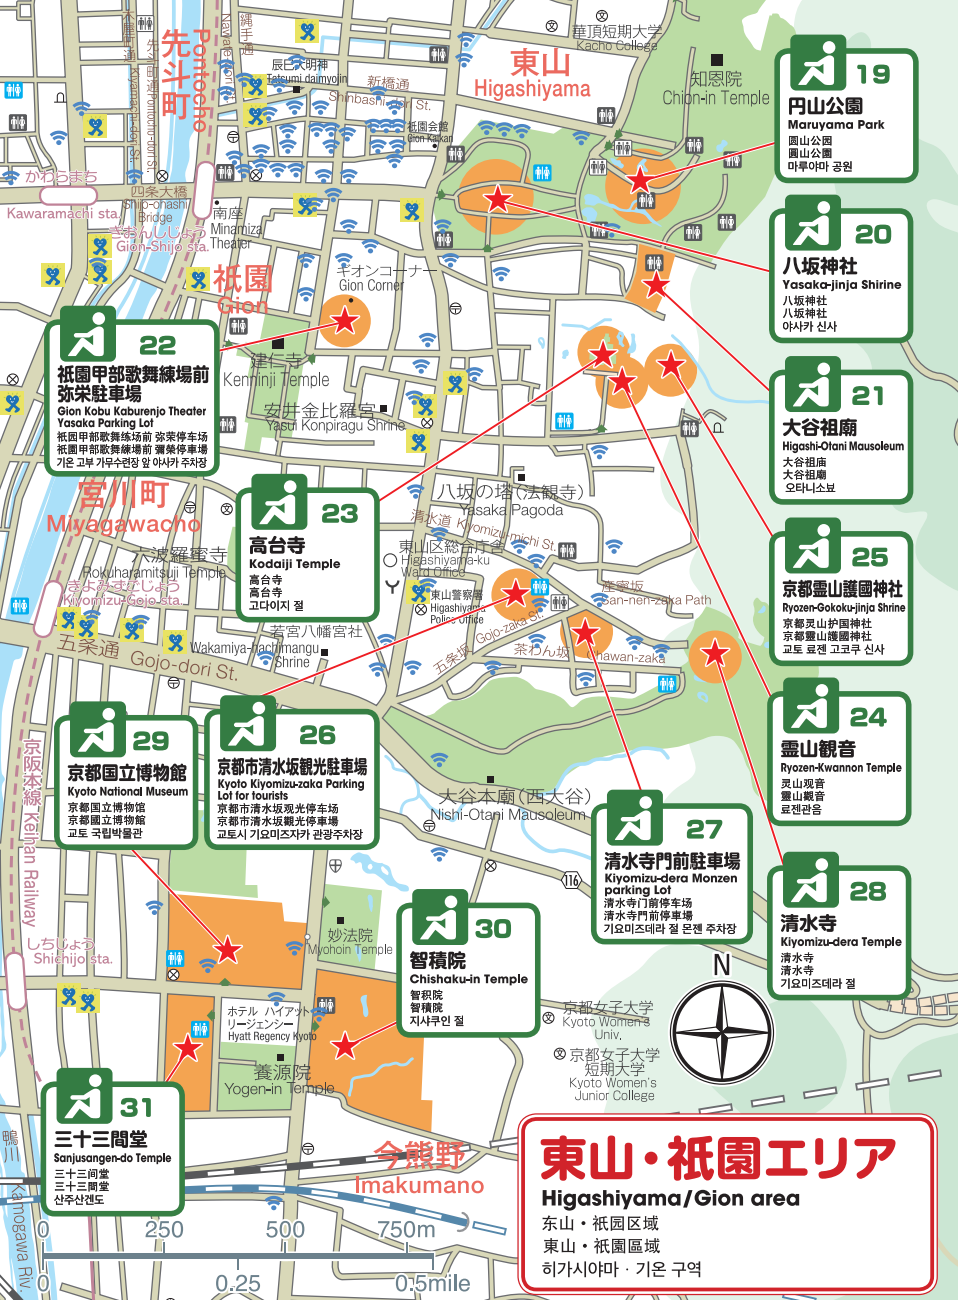 華頂短期大学
Kacho College
東山
Higashiyama
知恩院
Chion-in Temple
先斗町
Pontocho
先斗町通
Pontocho-dori St.
Kiyamachi-dori St.
縄手通
辰巳大明神
Tatsumi daimyojin
新橋通
Shinbashi-dori St.
祇園会館
Gion Kaikan
かわらまち
Kawaramachi sta.
四条大橋
Shijo-ohashi
Bridge
ぎおんしじょう
Gion-Shijo sta.
南座
Minamiza
Theater
祇園
Gion
ギオンコーナー
Gion Corner
建仁寺
Kenninji Temple
安井金比羅宮
Yasui Konpiragu Shrine
19
円山公園
Maruyama Park
圆山公园
圓山公園
마루야마 공원
20
八坂神社
Yasaka-jinja Shirine
八坂神社
八坂神社
야사카 신사
21
大谷祖廟
Higashi-Otani Mausoleum
大谷祖庙
大谷祖廟
오타니소뵤
22
祇園甲部歌舞練場前
弥栄駐車場
Gion Kobu Kaburenjo Theater
Yasaka Parking Lot
祇園甲部歌舞练场前 弥荣停车场
祇園甲部歌舞練場前 彌榮停車場
기온 고부 가무수련장 앞 야사카 주차장
23
高台寺
Kodaiji Temple
高台寺
高台寺
고다이지 절
宮川町
Miyagawacho
八坂の塔(法観寺)
Yasaka Pagoda
清水道 Kiyomizu-michi St.
六波羅蜜寺
Rokuharamitsuji Temple
東山区総合庁舎
Higashiyama-ku
Ward Office
東山警察署
Higashiyama
Police Office
産寧坂
San-nen-zaka Path
きよみずごじょう
Kiyomizu-Gojo sta.
若宮八幡宮社
Wakamiya-hachimangu
Shrine
五条坂 Gojo-zaka St.
茶わん坂
Chawan-zaka
五条通 Gojo-dori St.
25
京都霊山護國神社
Ryozen-Gokoku-jinja Shrine
京都灵山护国神社
京都靈山護國神社
교토 료젠 고코쿠 신사
24
霊山観音
Ryozen-Kwannon Temple
灵山观音
靈山觀音
료젠관음
29
京都国立博物館
Kyoto National Museum
京都国立博物馆
京都國立博物館
교토 국립박물관
26
京都市清水坂観光駐車場
Kyoto Kiyomizu-zaka Parking
Lot for tourists
京都市清水坂观光停车场
京都市清水坂觀光停車場
교토시 기요미즈자카 관광주차장
大谷本廟(西大谷)
Nishi-Otani Mausoleum
27
清水寺門前駐車場
Kiyomizu-dera Monzen
parking Lot
清水寺门前停车场
清水寺門前停車場
기요미즈데라 절 몬젠 주차장
28
清水寺
Kiyomizu-dera Temple
清水寺
清水寺
기요미즈데라 절
116
京阪本線 Keihan Railway
しちじょう
Shichijo sta.
妙法院
Myohoin Temple
30
智積院
Chishaku-in Temple
智积院
智積院
지샤쿠인 절
ホテル ハイアット
リージェンシー
Hyatt Regency Kyoto
養源院
Yogen-in Temple
N
京都女子大学
Kyoto Women's
Univ.
京都女子大学
短期大学
Kyoto Women's
Junior College
31
三十三間堂
Sanjusangen-do Temple
三十三间堂
三十三間堂
산주산겐도
今熊野
Imakumano
鴨川
Kamogawa Riv.
0 250 500 750m
0 0.25 0.5mile
東山・祇園エリア
Higashiyama/Gion area
东山・祇园区域
東山・祇園區域
히가시야마・기온 구역